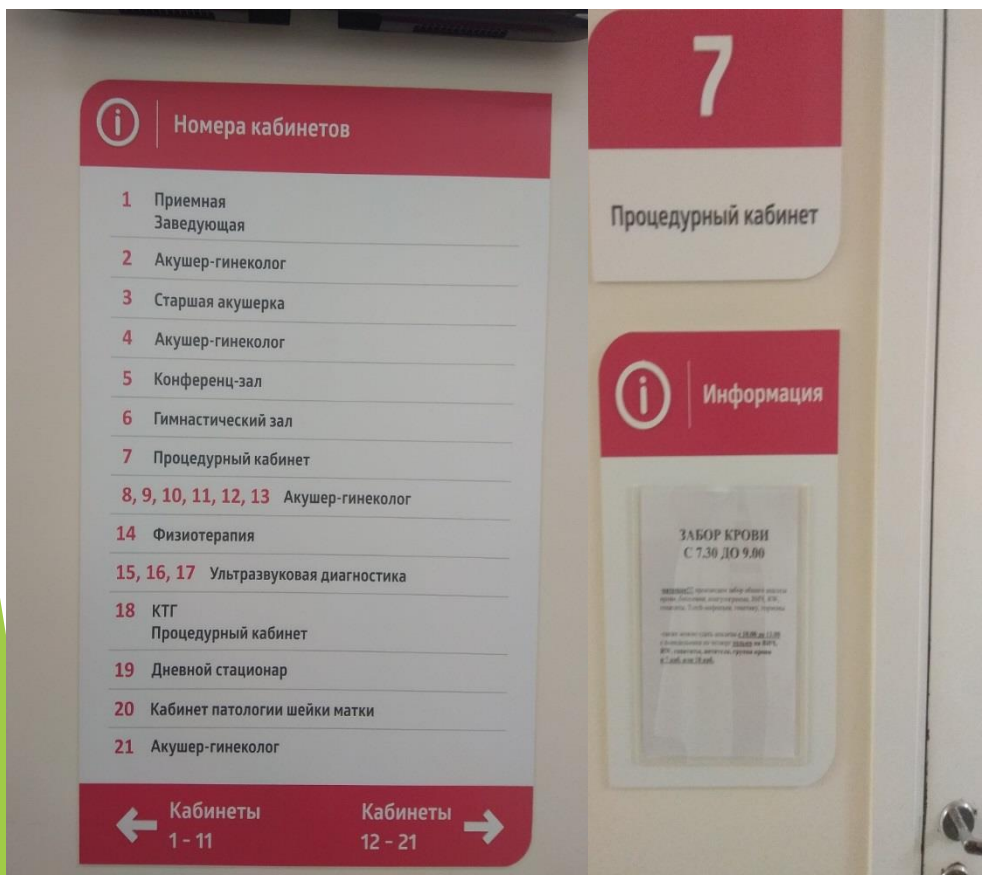 Номера кабинетов
1 Приемная
Заведующая
2 Акушер-гинеколог
3 Старшая акушерка
4 Акушер-гинеколог
5 Конференц-зал
6 Гимнастический зал
7 Процедурный кабинет
8, 9, 10, 11, 12, 13 Акушер-гинеколог
14 Физиотерапия
15, 16, 17 Ультразвуковая диагностика
18 КТГ
Процедурный кабинет
19 Дневной стационар
20 Кабинет патологии шейки матки
21 Акушер-гинеколог
Кабинеты
1 - 11
Кабинеты
12 - 21
7
Процедурный кабинет
Информация
ЗАБОР КРОВИ
С 7.30 ДО 9.00